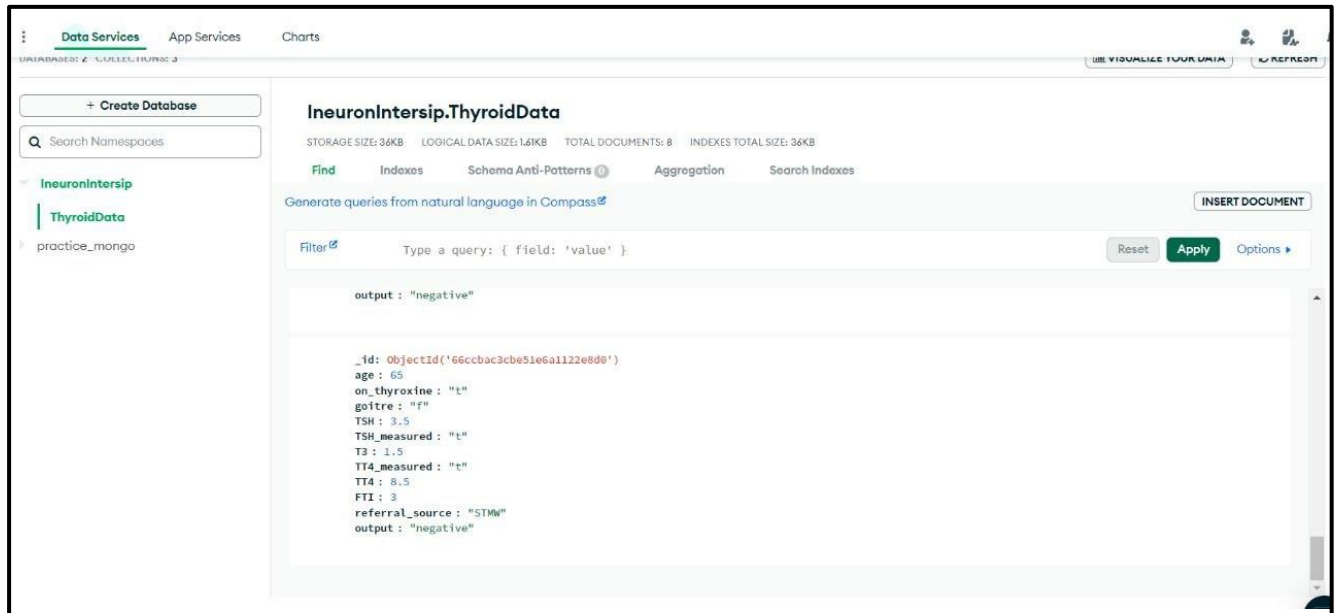 Data Services App Services Charts
DATABASES: 2 COLLECTIONS: 3
VISUALIZE YOUR DATA REFRESH
+ Create Database
Search Namespaces
IneuronIntersip
ThyroidData
practice_mongo
IneuronIntersip.ThyroidData
STORAGE SIZE: 36KB LOGICAL DATA SIZE: 1.61KB TOTAL DOCUMENTS: 8 INDEXES TOTAL SIZE: 36KB
Find Indexes Schema Anti-Patterns 0 Aggregation Search Indexes
Generate queries from natural language in Compass
INSERT DOCUMENT
Filter Type a query: { field: 'value' } Reset Apply Options
output : "negative"
_id: ObjectId('66ccbac3cbe51e6a1122e8d0')
age : 65
on_thyroxine : "t"
goitre : "f"
TSH : 3.5
TSH_measured : "t"
T3 : 1.5
TT4_measured : "t"
TT4 : 8.5
FTI : 3
referral_source : "STMW"
output : "negative"